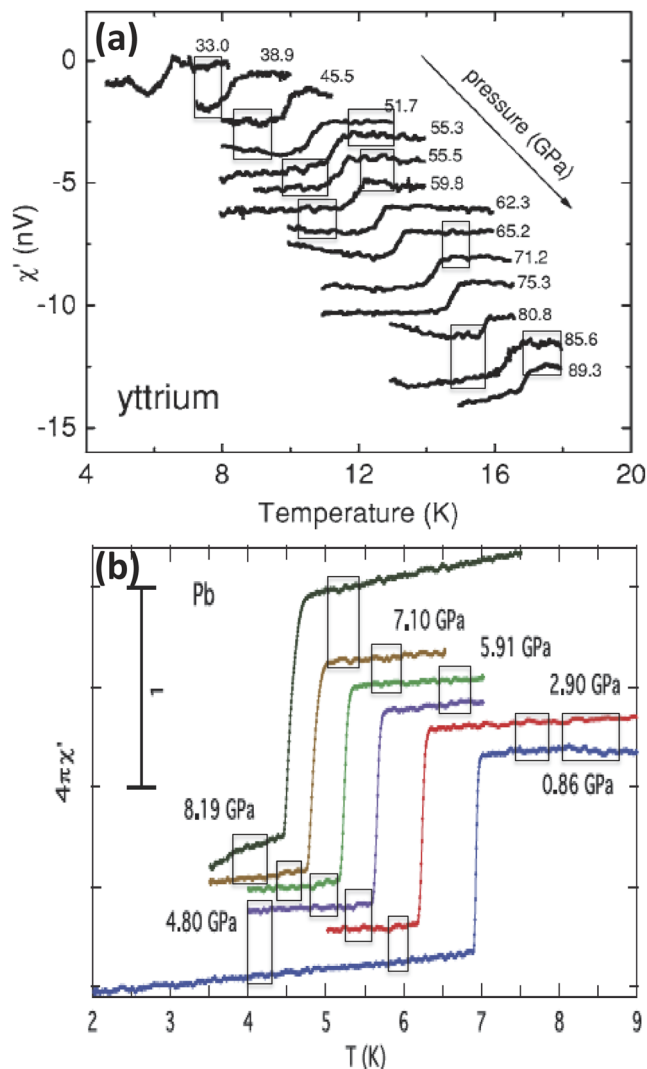 (a)
33.0
38.9
45.5
51.7
55.3
55.5
59.8
62.3
65.2
71.2
75.3
80.8
85.6
89.3
pressure (GPa)
0
-5
-10
-15
χ' (nV)
yttrium
4 8 12 16 20
Temperature (K)
(b)
Pb
7.10 GPa
5.91 GPa
2.90 GPa
0.86 GPa
1
4πχ'
8.19 GPa
4.80 GPa
2 3 4 5 6 7 8 9
T (K)